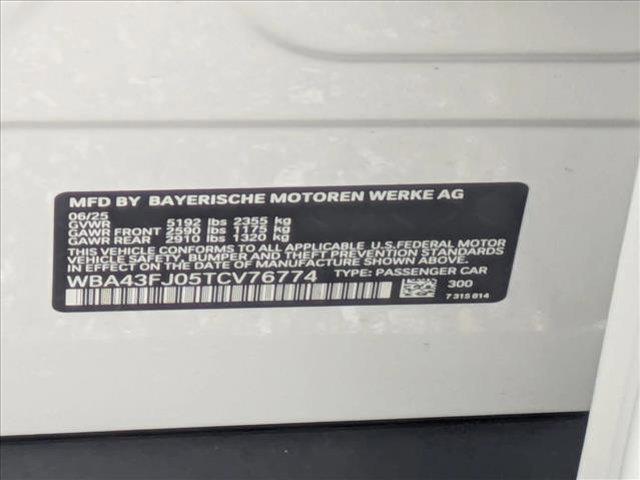 MFD BY BAYERISCHE MOTOREN WERKE AG
06/25
GVWR 5192 lbs 2355 kg
GAWR FRONT 2590 lbs 1175 kg
GAWR REAR 2910 lbs 1320 kg
THIS VEHICLE CONFORMS TO ALL APPLICABLE U.S.FEDERAL MOTOR
VEHICLE SAFETY, BUMPER AND THEFT PREVENTION STANDARDS
IN EFFECT ON THE DATE OF MANUFACTURE SHOWN ABOVE.
WBA43FJ05TCV76774 TYPE: PASSENGER CAR
300
7 315 614